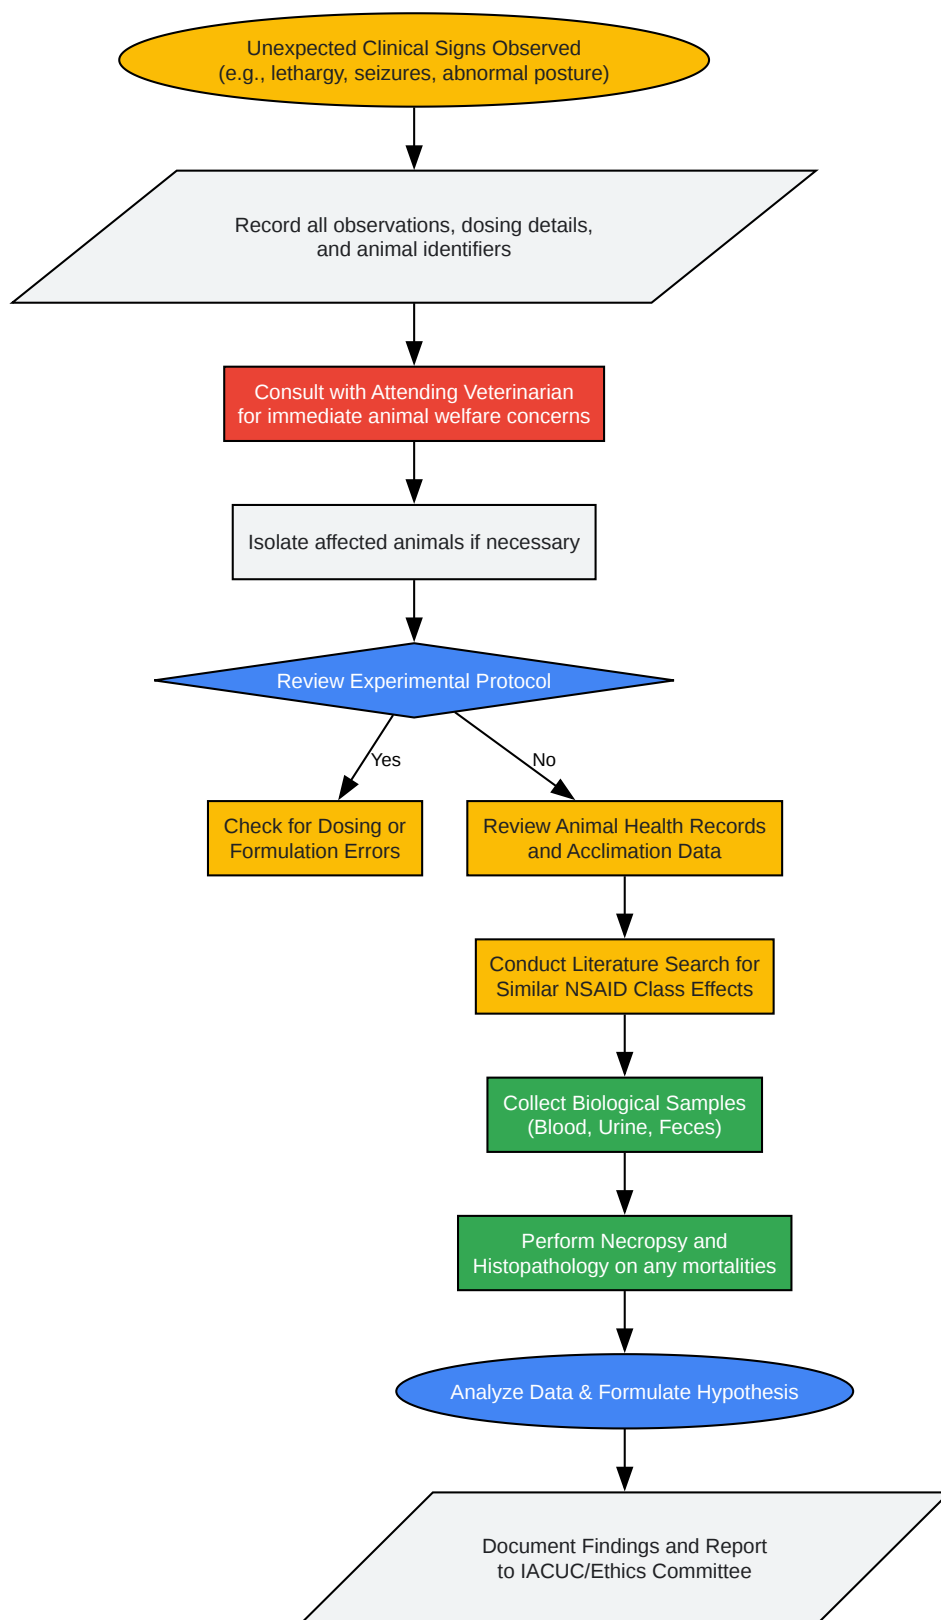 Unexpected Clinical Signs Observed
(e.g., lethargy, seizures, abnormal posture)
Record all observations, dosing details,
and animal identifiers
Consult with Attending Veterinarian
for immediate animal welfare concerns
Isolate affected animals if necessary
Review Experimental Protocol
Yes
No
Check for Dosing or
Formulation Errors
Review Animal Health Records
and Acclimation Data
Conduct Literature Search for
Similar NSAID Class Effects
Collect Biological Samples
(Blood, Urine, Feces)
Perform Necropsy and
Histopathology on any mortalities
Analyze Data & Formulate Hypothesis
Document Findings and Report
to IACUC/Ethics Committee